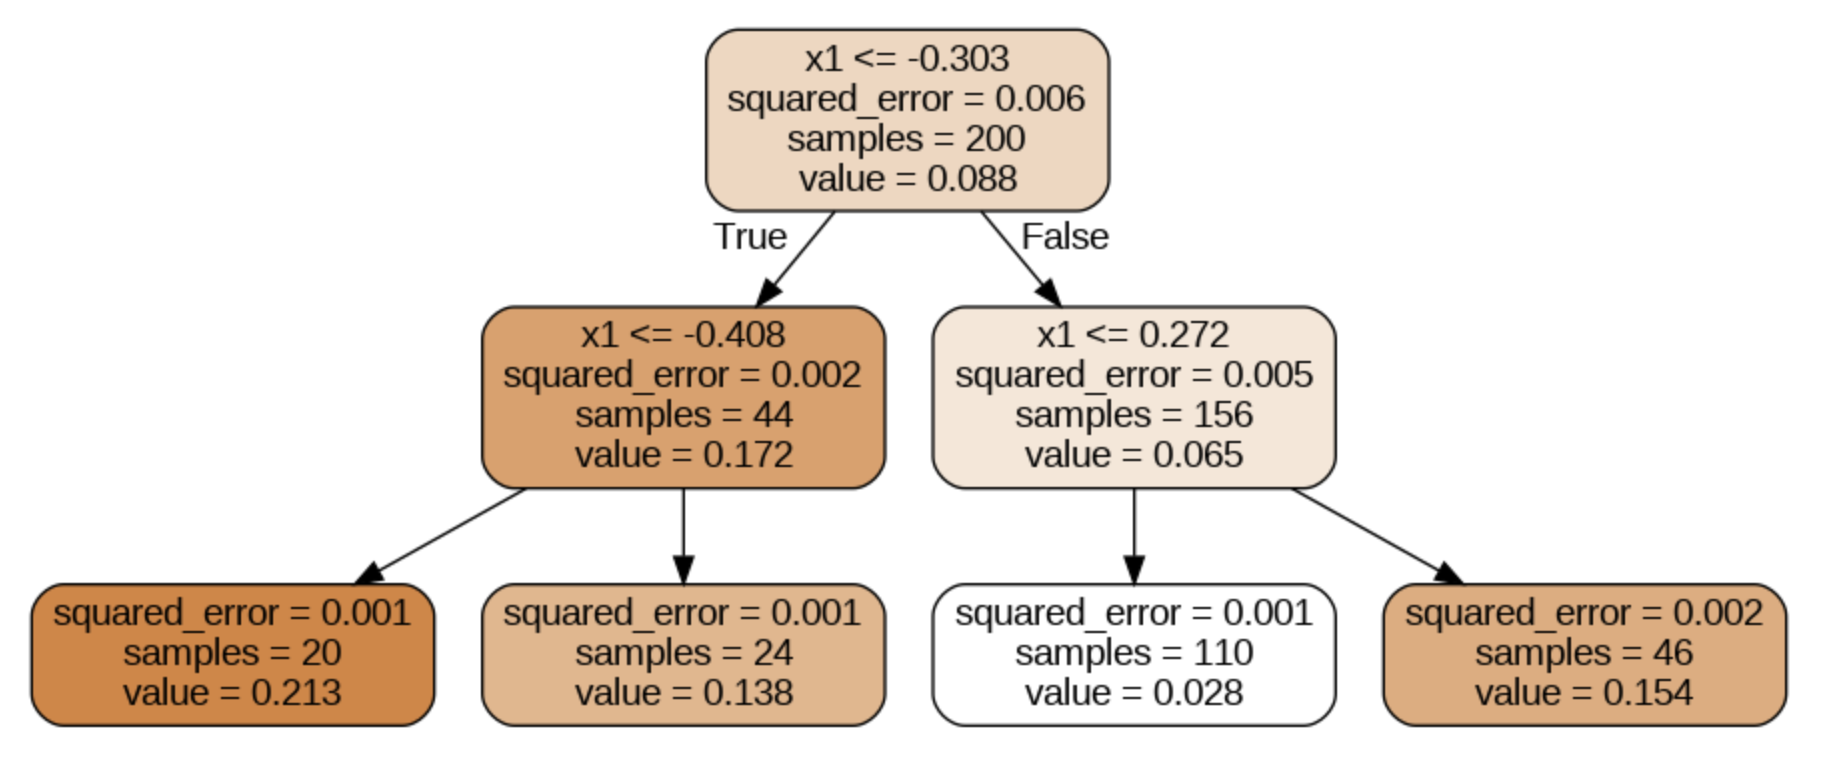 x1 <= -0.303
squared_error = 0.006
samples = 200
value = 0.088
True
False
x1 <= -0.408
squared_error = 0.002
samples = 44
value = 0.172
x1 <= 0.272
squared_error = 0.005
samples = 156
value = 0.065
squared_error = 0.001
samples = 20
value = 0.213
squared_error = 0.001
samples = 24
value = 0.138
squared_error = 0.001
samples = 110
value = 0.028
squared_error = 0.002
samples = 46
value = 0.154